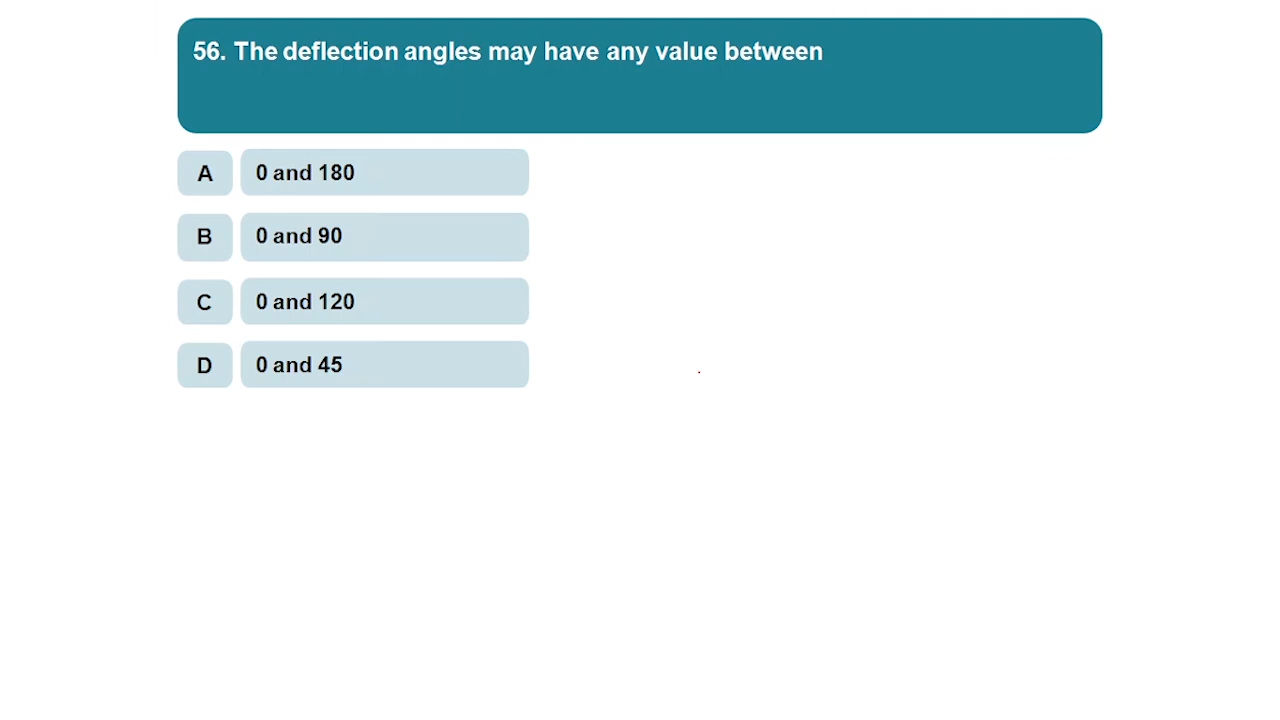 56. The deflection angles may have any value between
A 0 and 180
B 0 and 90
C 0 and 120
D 0 and 45